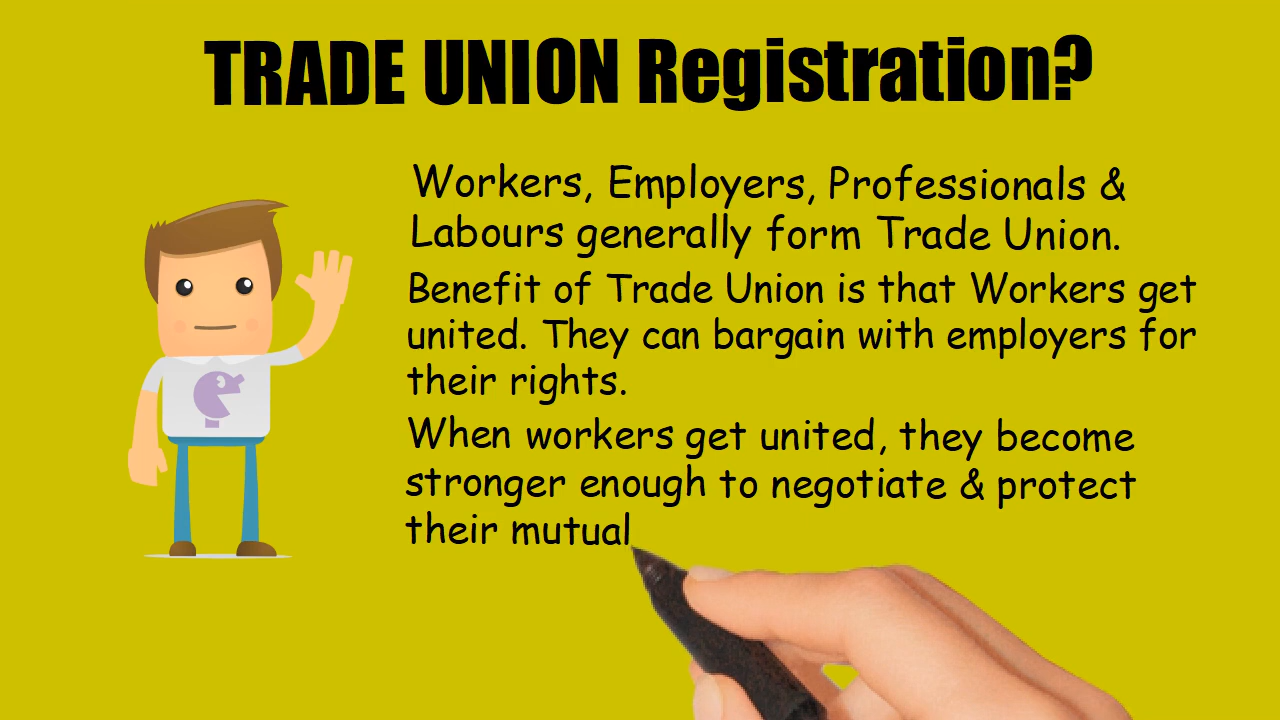 TRADE UNION Registration?
Workers, Employers, Professionals &
Labours generally form Trade Union.
Benefit of Trade Union is that Workers get
united. They can bargain with employers for
their rights.
When workers get united, they become
stronger enough to negotiate & protect
their mutual